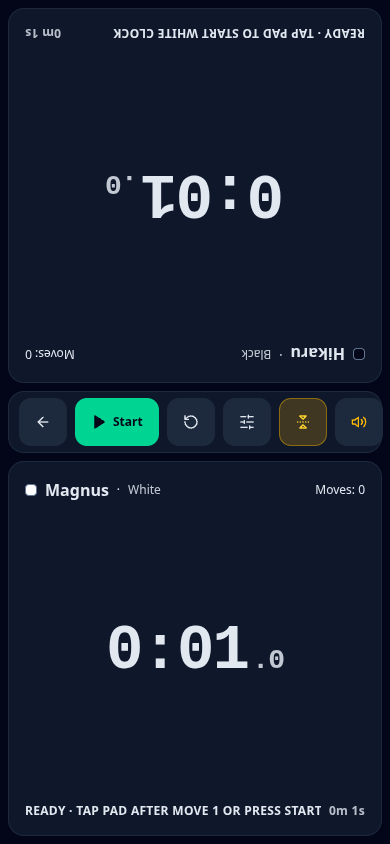 READY · TAP PAD TO START WHITE CLOCK 0m 1s
0:01.0
Hikaru · Black Moves: 0
Start
Magnus · White Moves: 0
0:01.0
READY · TAP PAD AFTER MOVE 1 OR PRESS START 0m 1s